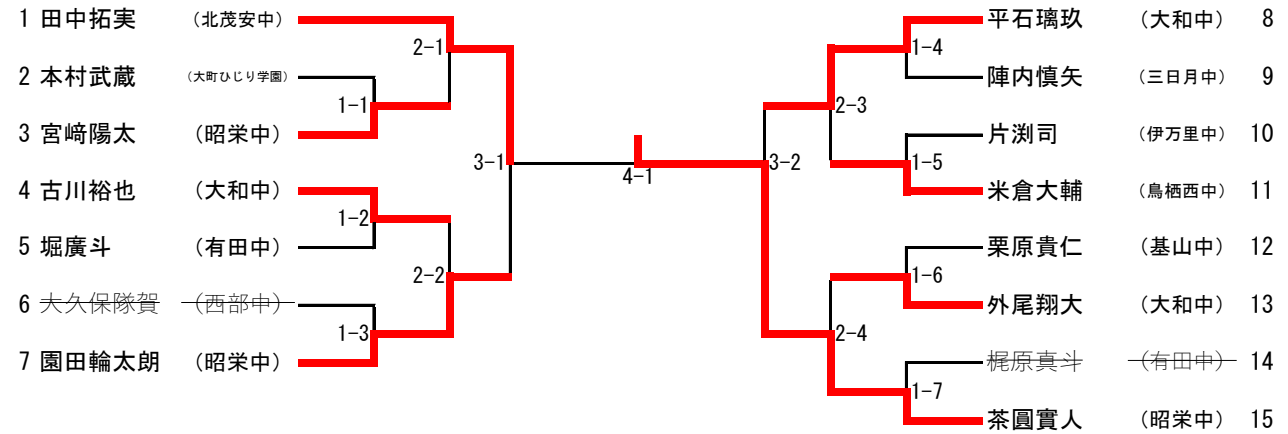 1 田中拓実 (北茂安中)
2 本村武蔵 (大町ひじり学園)
3 宮﨑陽太 (昭栄中)
4 古川裕也 (大和中)
5 堀廣斗 (有田中)
6 大久保隊賀 (西部中)
7 園田輪太朗 (昭栄中)
2-1
1-1
3-1
1-2
2-2
1-3
4-1
1-4
2-3
1-5
3-2
1-6
2-4
1-7
平石璃玖 (大和中) 8
陣内慎矢 (三日月中) 9
片渕司 (伊万里中) 10
米倉大輔 (鳥栖西中) 11
栗原貴仁 (基山中) 12
外尾翔大 (大和中) 13
梶原真斗 (有田中) 14
茶圓實人 (昭栄中) 15